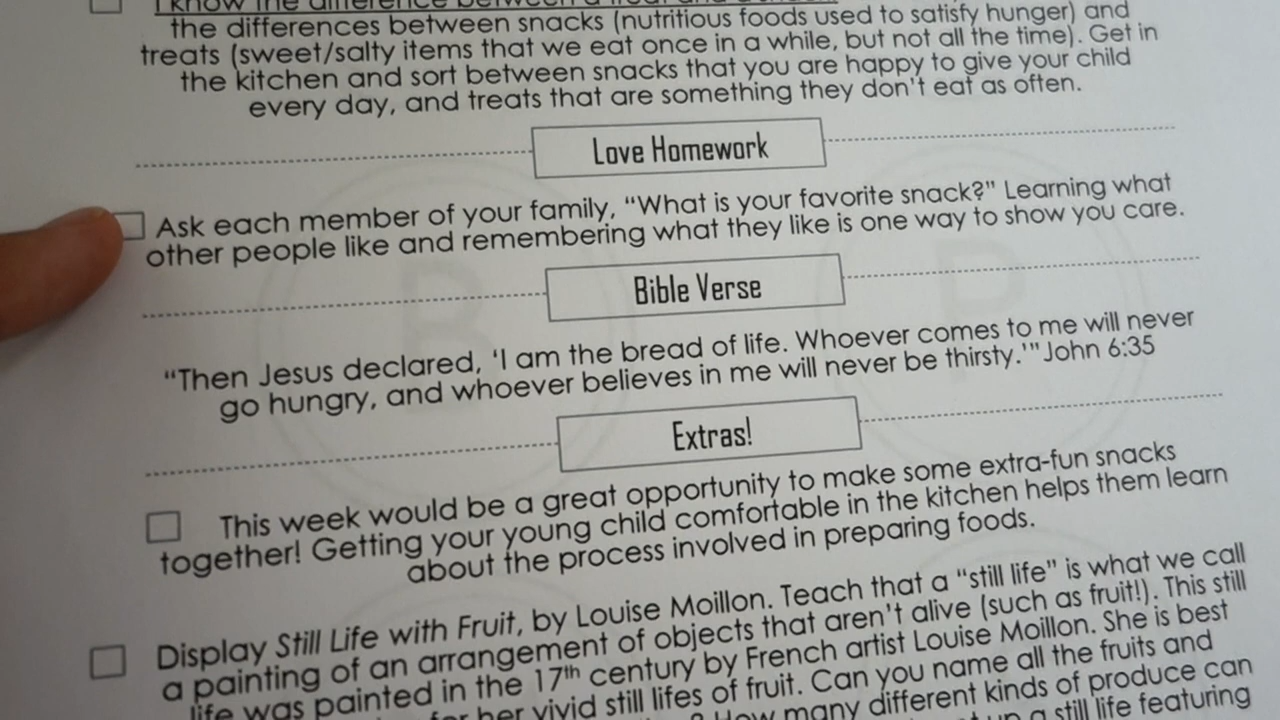 I know the difference between a treat and a snack.
the differences between snacks (nutritious foods used to satisfy hunger) and
treats (sweet/salty items that we eat once in a while, but not all the time). Get in
the kitchen and sort between snacks that you are happy to give your child
every day, and treats that are something they don't eat as often.
Love Homework
Ask each member of your family, “What is your favorite snack?” Learning what
other people like and remembering what they like is one way to show you care.
Bible Verse
“Then Jesus declared, ‘I am the bread of life. Whoever comes to me will never
go hungry, and whoever believes in me will never be thirsty.’” John 6:35
Extras!
This week would be a great opportunity to make some extra-fun snacks
together! Getting your young child comfortable in the kitchen helps them learn
about the process involved in preparing foods.
Display Still Life with Fruit, by Louise Moillon. Teach that a “still life” is what we call
a painting of an arrangement of objects that aren't alive (such as fruit!). This still
life was painted in the 17th century by French artist Louise Moillon. She is best
for her vivid still lifes of fruit. Can you name all the fruits and
? How many different kinds of produce can
up a still life featuring